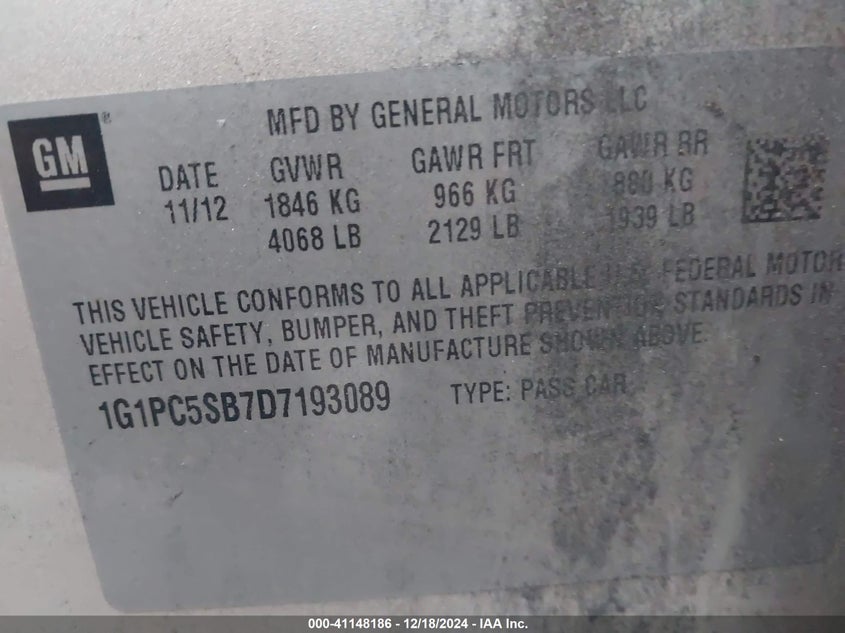 GM
®
MFD BY GENERAL MOTORS LLC
DATE GVWR GAWR FRT GAWR RR
11/12 1846 KG 966 KG 880 KG
4068 LB 2129 LB 1939 LB
THIS VEHICLE CONFORMS TO ALL APPLICABLE U.S. FEDERAL MOTOR
VEHICLE SAFETY, BUMPER, AND THEFT PREVENTION STANDARDS IN
EFFECT ON THE DATE OF MANUFACTURE SHOWN ABOVE.
1G1PC5SB7D7193089 TYPE: PASS CAR
000-41148186 - 12/18/2024 - IAA Inc.